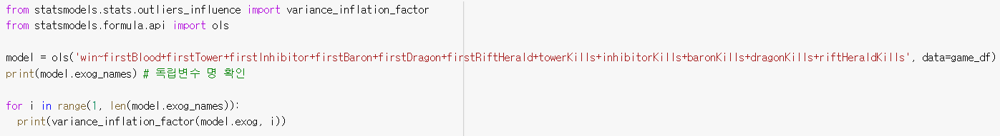 from statsmodels.stats.outliers_influence import variance_inflation_factor
from statsmodels.formula.api import ols
model = ols('win~firstBlood+firstTower+firstInhibitor+firstBaron+firstDragon+firstRiftHerald+towerKills+inhibitorKills+baronKills+dragonKills+riftHeraldKills', data=game_df)
print(model.exog_names) # 독립변수 명 확인
for i in range(1, len(model.exog_names)):
  print(variance_inflation_factor(model.exog, i))